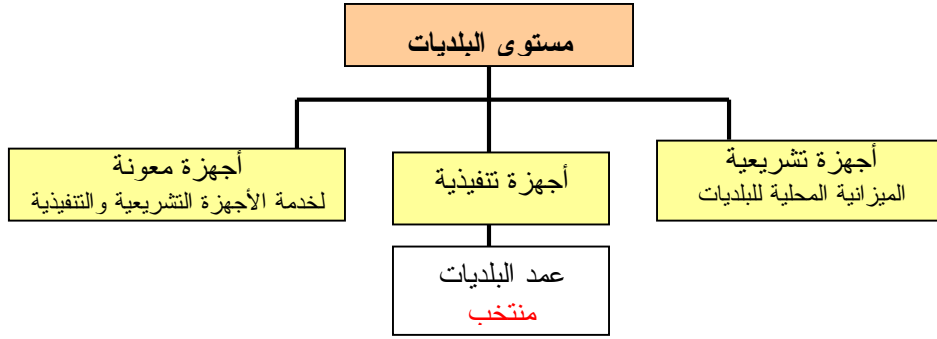 مستوى البلديات
أجهزة تشريعية
الميزانية المحلية للبلديات
أجهزة تنفيذية
أجهزة معونة
لخدمة الأجهزة التشريعية والتنفيذية
عمد البلديات
منتخب